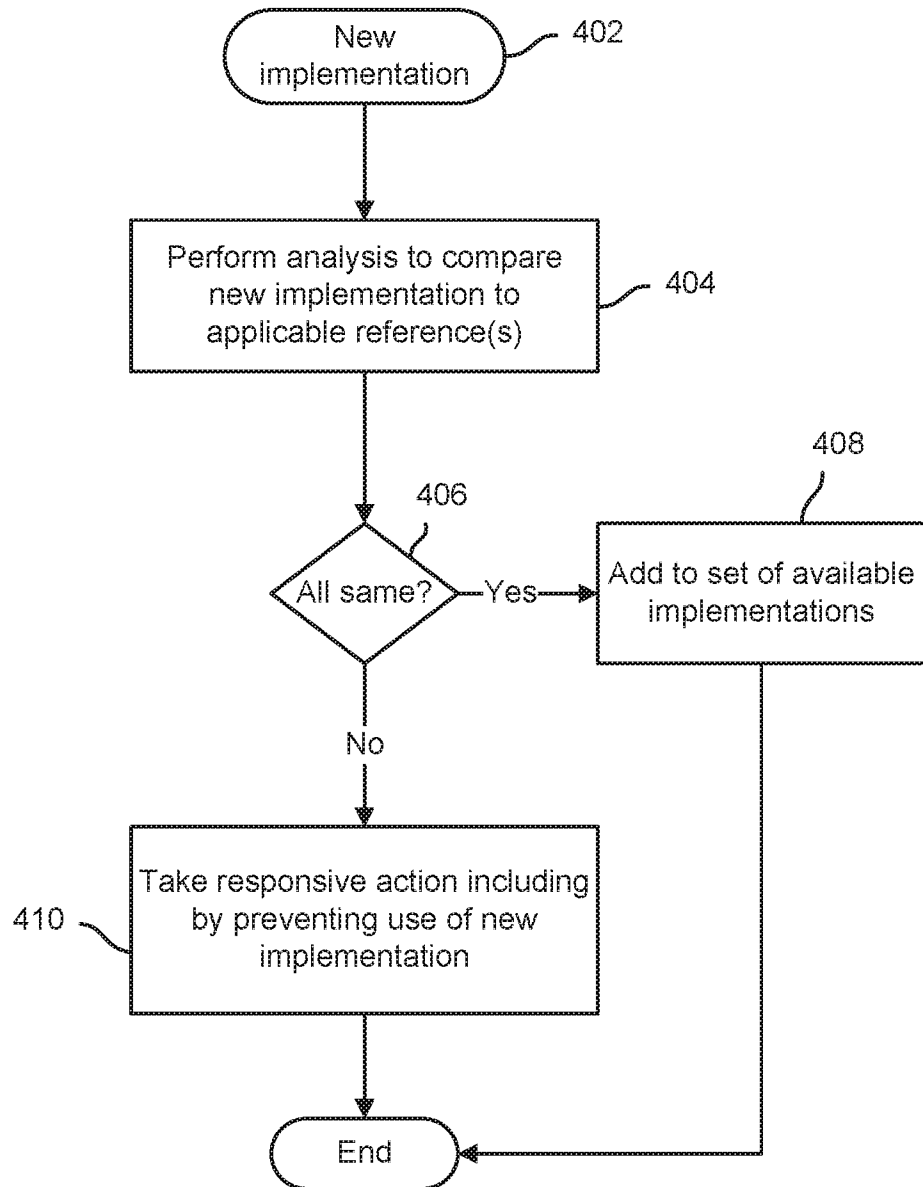 New
implementation
402
Perform analysis to compare
new implementation to
applicable reference(s)
404
408
406
All same?
Yes
Add to set of available
implementations
No
Take responsive action including
by preventing use of new
implementation
410
End